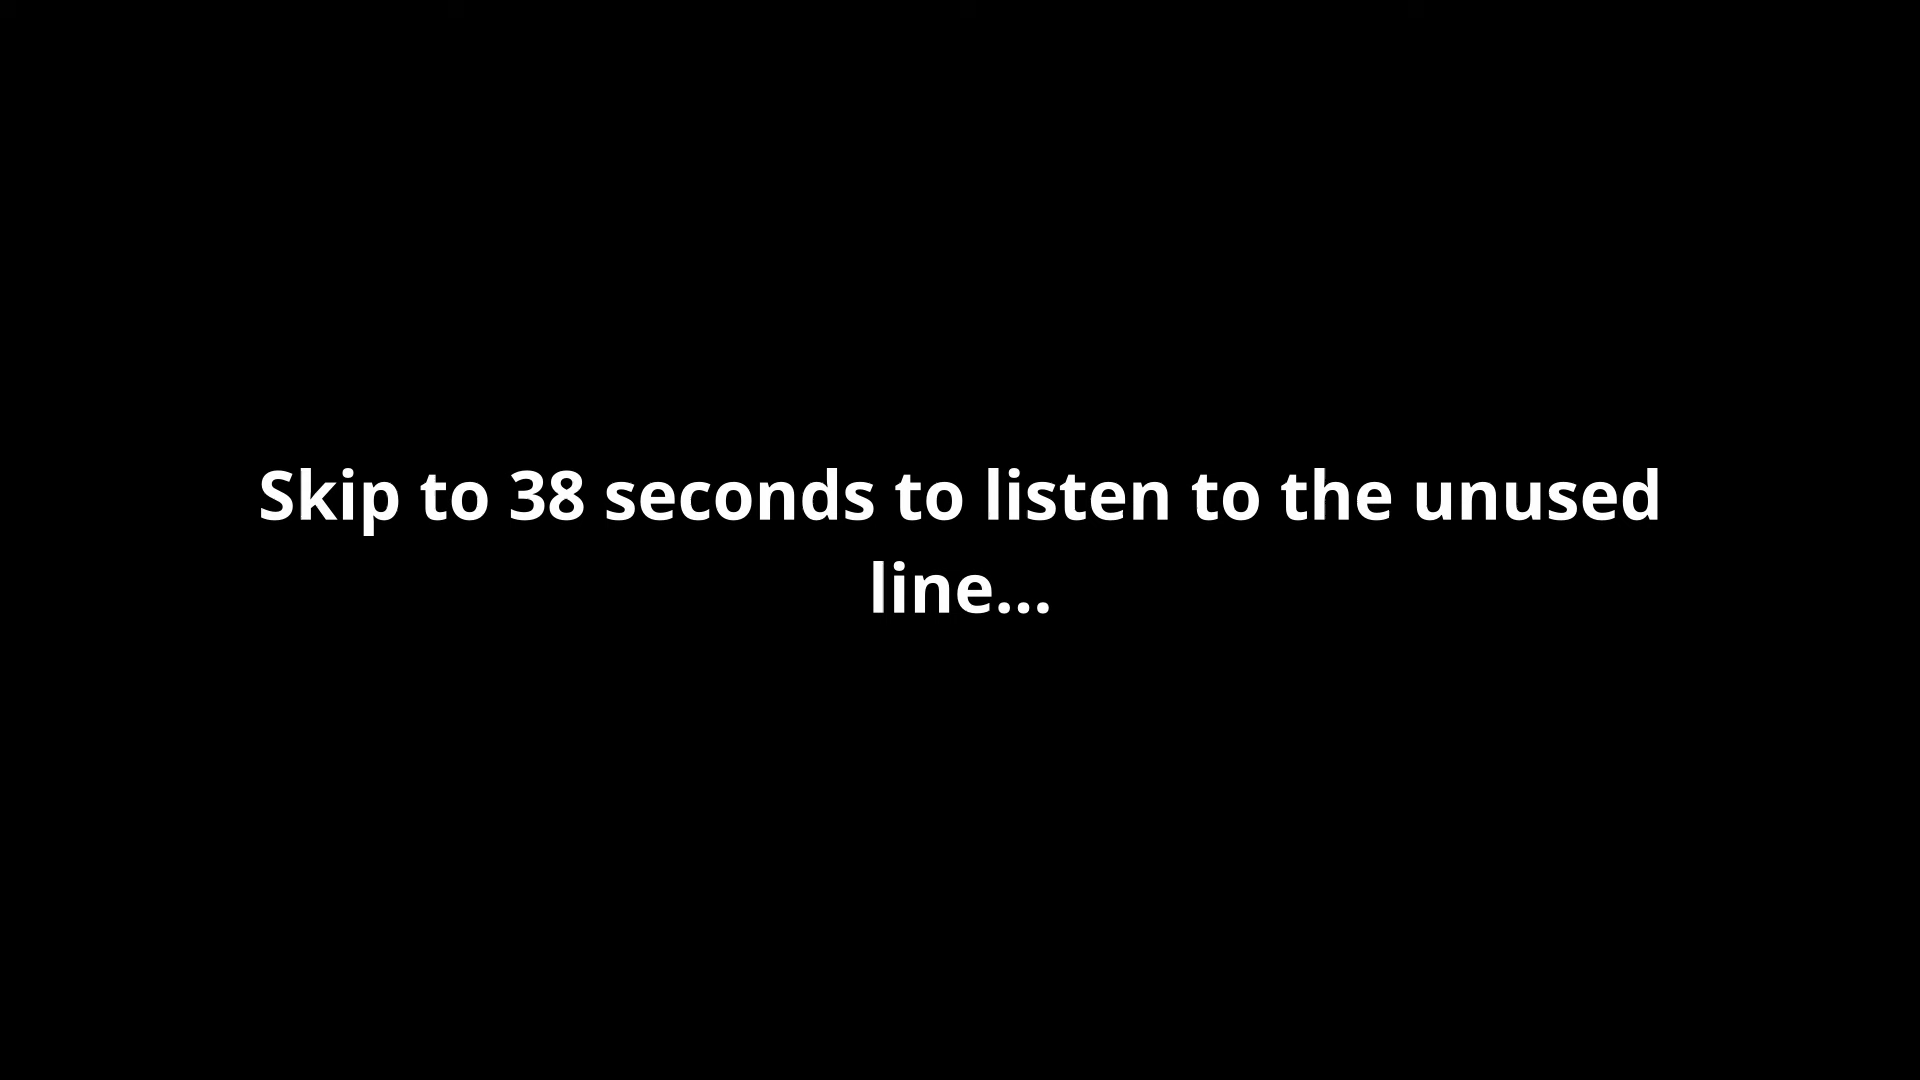 Skip to 38 seconds to listen to the unused
line...